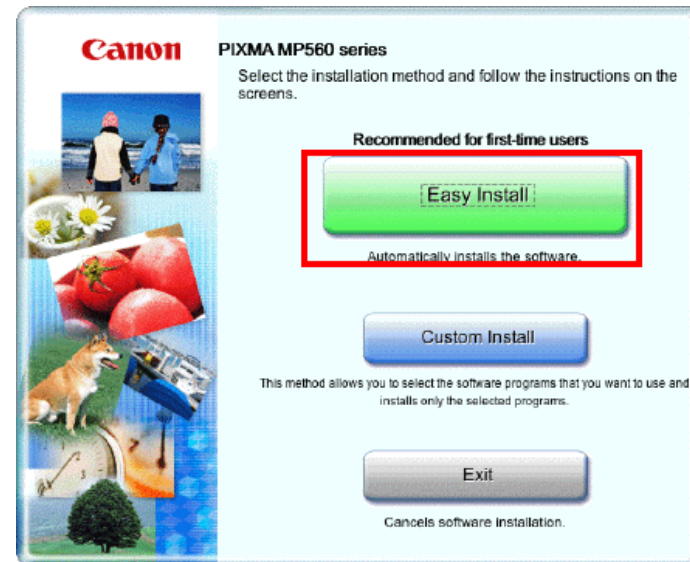 Canon
PIXMA MP560 series
Select the installation method and follow the instructions on the
screens.
Recommended for first-time users
Easy Install
Automatically installs the software.
Custom Install
This method allows you to select the software programs that you want to use and
installs only the selected programs.
Exit
Cancels software installation.